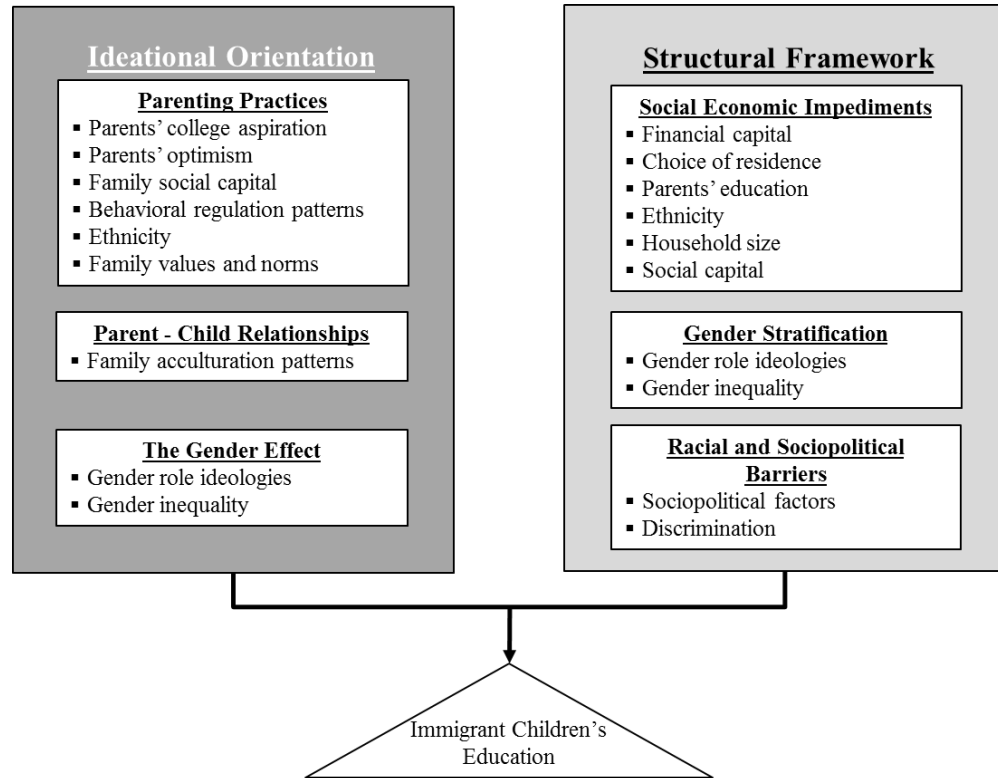 Ideational Orientation
Parenting Practices
▪ Parents’ college aspiration
▪ Parents’ optimism
▪ Family social capital
▪ Behavioral regulation patterns
▪ Ethnicity
▪ Family values and norms
Parent - Child Relationships
▪ Family acculturation patterns
The Gender Effect
▪ Gender role ideologies
▪ Gender inequality
Structural Framework
Social Economic Impediments
▪ Financial capital
▪ Choice of residence
▪ Parents’ education
▪ Ethnicity
▪ Household size
▪ Social capital
Gender Stratification
▪ Gender role ideologies
▪ Gender inequality
Racial and Sociopolitical
Barriers
▪ Sociopolitical factors
▪ Discrimination
Immigrant Children’s
Education